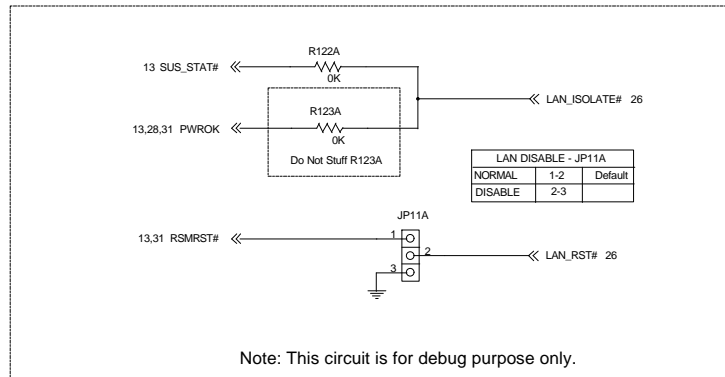 R122A
13 SUS_STAT#
0K
LAN_ISOLATE# 26
R123A
13,28,31 PWROK
0K
Do Not Stuff R123A
LAN DISABLE - JP11A
NORMAL 1-2 Default
DISABLE 2-3
JP11A
13,31 RSMRST#
1
2
LAN_RST# 26
3
Note: This circuit is for debug purpose only.